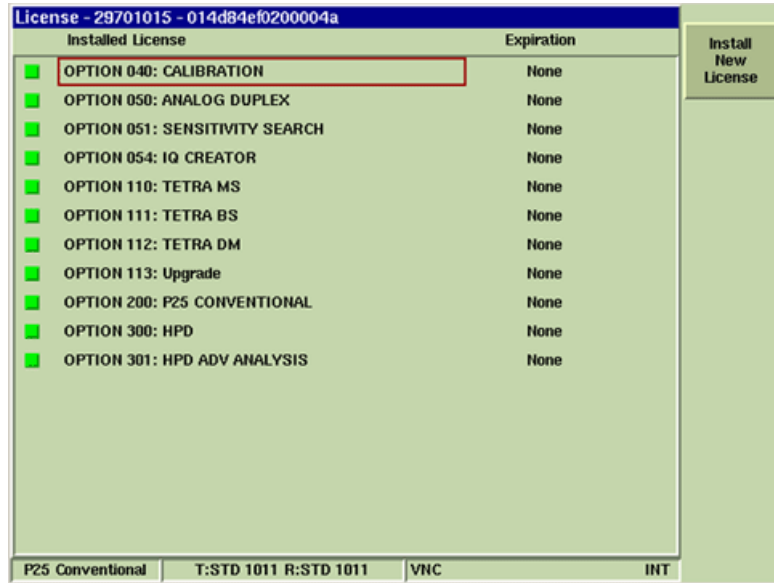 License - 29701015 - 014d84ef0200004a
Installed License Expiration
Install
New
License
OPTION 040: CALIBRATION None
OPTION 050: ANALOG DUPLEX None
OPTION 051: SENSITIVITY SEARCH None
OPTION 054: IQ CREATOR None
OPTION 110: TETRA MS None
OPTION 111: TETRA BS None
OPTION 112: TETRA DM None
OPTION 113: Upgrade None
OPTION 200: P25 CONVENTIONAL None
OPTION 300: HPD None
OPTION 301: HPD ADV ANALYSIS None
P25 Conventional T:STD 1011 R:STD 1011 VNC INT